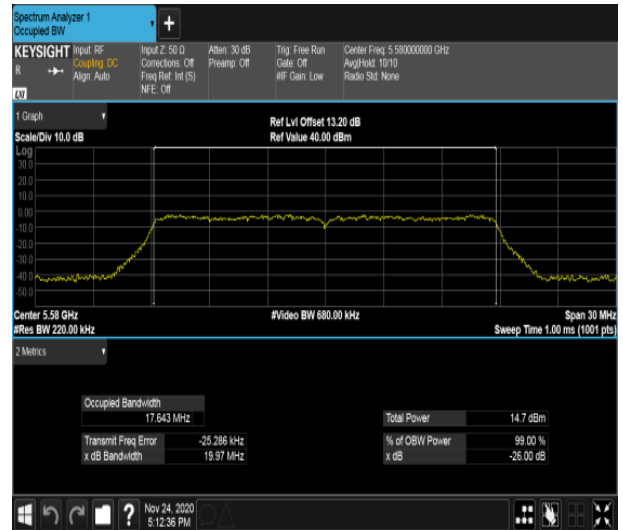 Spectrum Analyzer 1
Occupied BW
+
KEYSIGHT Input: RF Input Z: 50 Ω Atten: 30 dB Trig: Free Run Center Freq: 5.580000000 GHz
R Coupling: DC Corrections: Off Preamp: Off Gate: Off Avg|Hold: 10/10
Align: Auto Freq Ref: Int (S) #IF Gain: Low Radio Std: None
NFE: Off
LXI
1 Graph
Ref Lvl Offset 13.20 dB
Scale/Div 10.0 dB Ref Value 40.00 dBm
Log
30.0
20.0
10.0
0.00
-10.0
-20.0
-30.0
-40.0
-50.0
Center 5.58 GHz #Video BW 680.00 kHz Span 30 MHz
#Res BW 220.00 kHz Sweep Time 1.00 ms (1001 pts)
2 Metrics
Occupied Bandwidth
17.643 MHz Total Power 14.7 dBm
Transmit Freq Error -25.286 kHz % of OBW Power 99.00 %
x dB Bandwidth 19.97 MHz x dB -26.00 dB
? Nov 24, 2020
5:12:36 PM